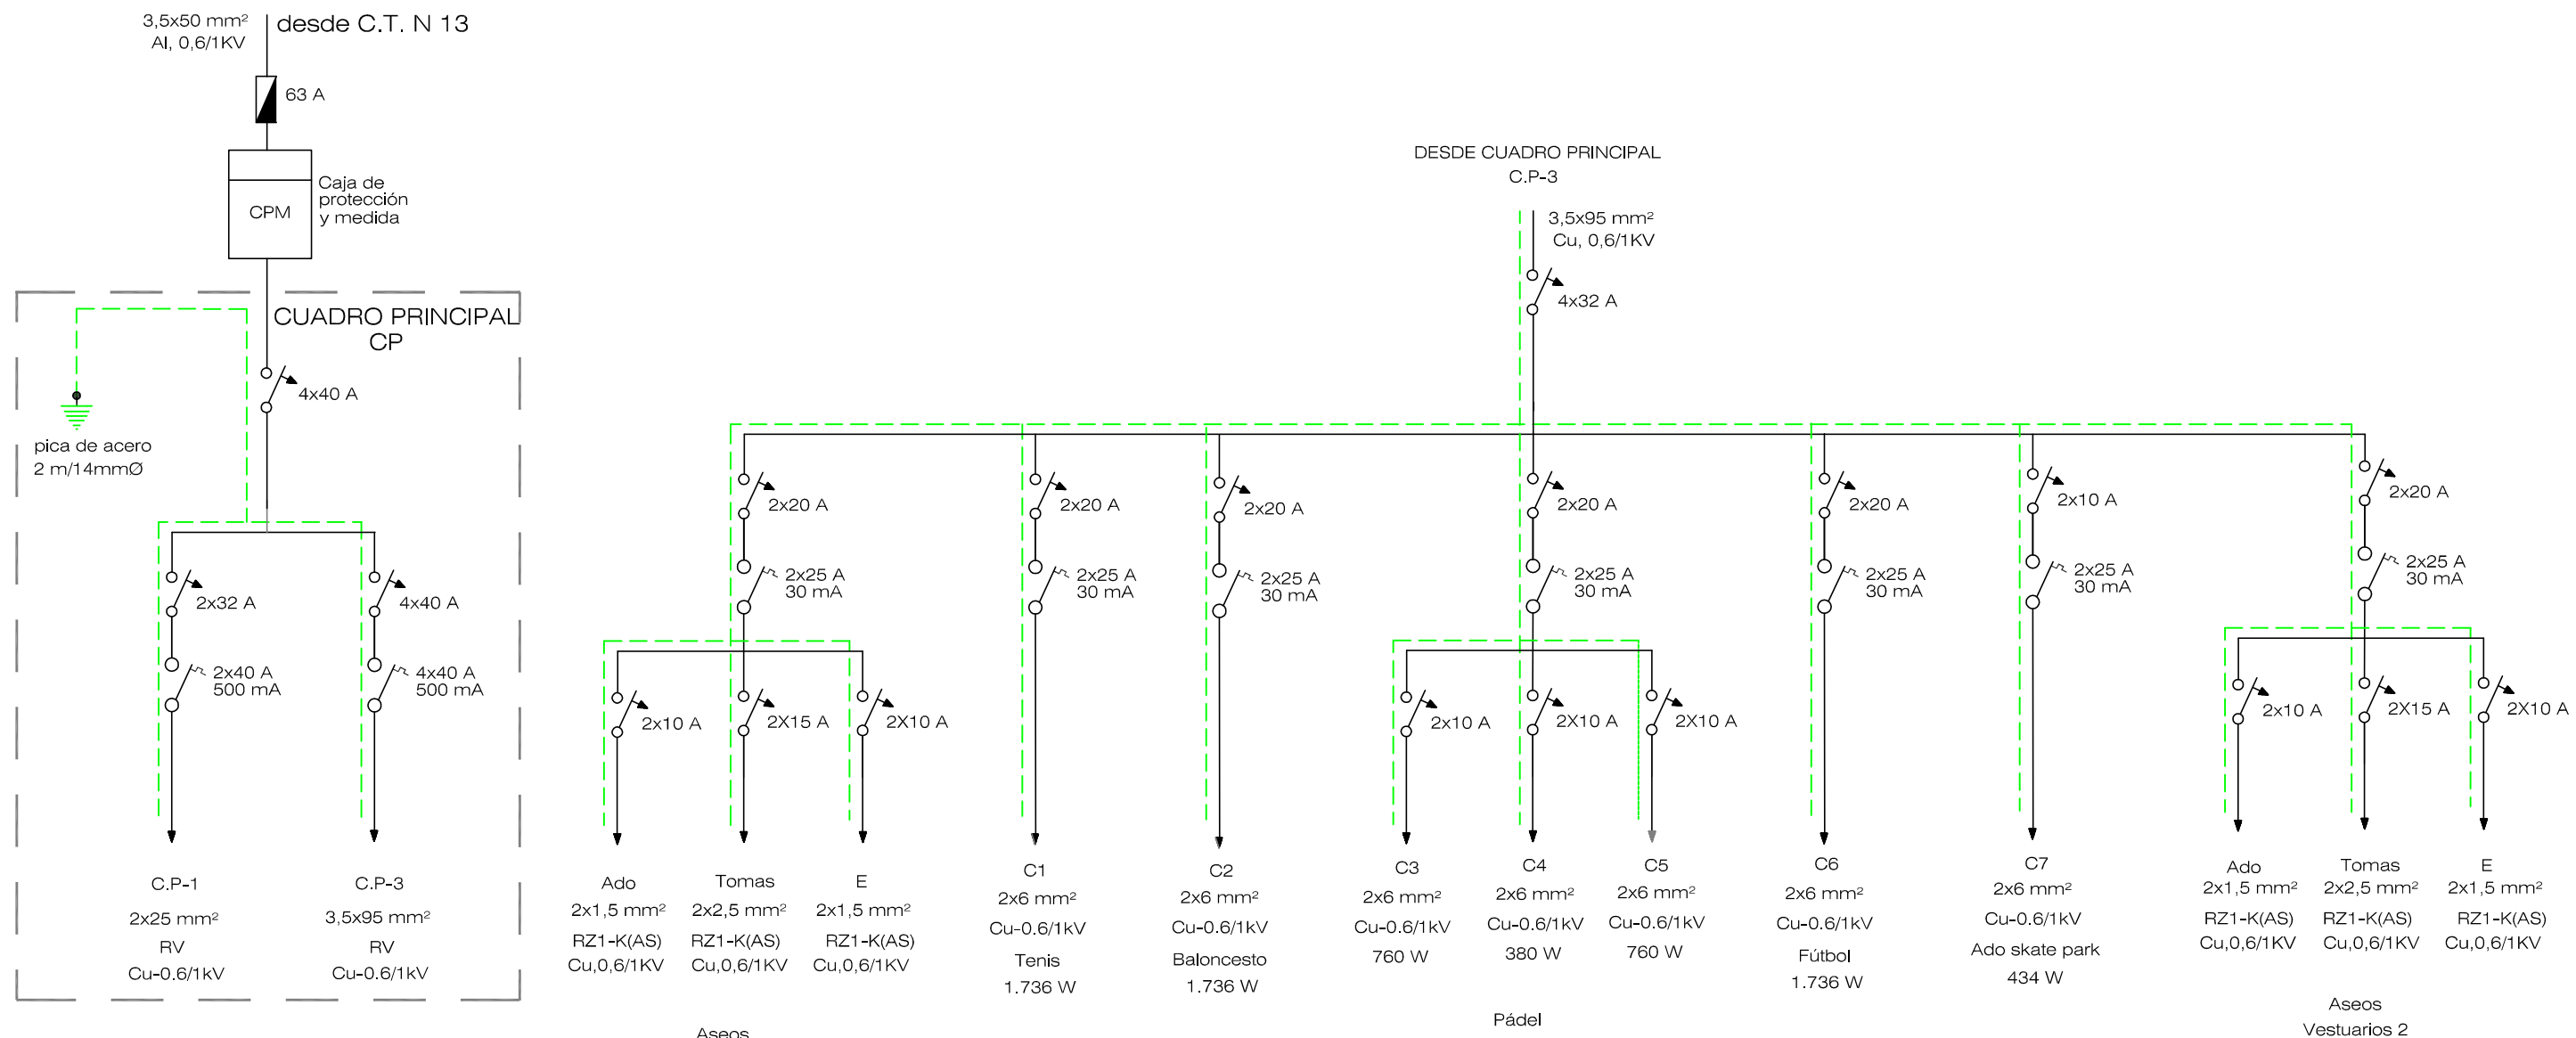 3,5x50 mm²
Al, 0,6/1KV
desde C.T. N 13
63 A
CPM
Caja de
protección
y medida
CUADRO PRINCIPAL
CP
4x40 A
pica de acero
2 m/14mmØ
2x32 A
4x40 A
2x40 A
500 mA
4x40 A
500 mA
C.P-1
2x25 mm²
RV
Cu-0.6/1kV
C.P-3
3,5x95 mm²
RV
Cu-0.6/1kV
DESDE CUADRO PRINCIPAL
C.P-3
3,5x95 mm²
Cu, 0,6/1KV
4x32 A
2x20 A
2x20 A
2x20 A
2x20 A
2x20 A
2x10 A
2x20 A
2x25 A
30 mA
2x25 A
30 mA
2x25 A
30 mA
2x25 A
30 mA
2x25 A
30 mA
2x25 A
30 mA
2x25 A
30 mA
2x10 A
2X15 A
2X10 A
2x10 A
2X10 A
2X10 A
2x10 A
2X15 A
2X10 A
Ado
2x1,5 mm²
RZ1-K(AS)
Cu,0,6/1KV
Tomas
2x2,5 mm²
RZ1-K(AS)
Cu,0,6/1KV
E
2x1,5 mm²
RZ1-K(AS)
Cu,0,6/1KV
Aseos
C1
2x6 mm²
Cu-0.6/1kV
Tenis
1.736 W
C2
2x6 mm²
Cu-0.6/1kV
Baloncesto
1.736 W
C3
2x6 mm²
Cu-0.6/1kV
760 W
C4
2x6 mm²
Cu-0.6/1kV
380 W
C5
2x6 mm²
Cu-0.6/1kV
760 W
Pádel
C6
2x6 mm²
Cu-0.6/1kV
Fútbol
1.736 W
C7
2x6 mm²
Cu-0.6/1kV
Ado skate park
434 W
Ado
2x1,5 mm²
RZ1-K(AS)
Cu,0,6/1KV
Tomas
2x2,5 mm²
RZ1-K(AS)
Cu,0,6/1KV
E
2x1,5 mm²
RZ1-K(AS)
Cu,0,6/1KV
Aseos
Vestuarios 2